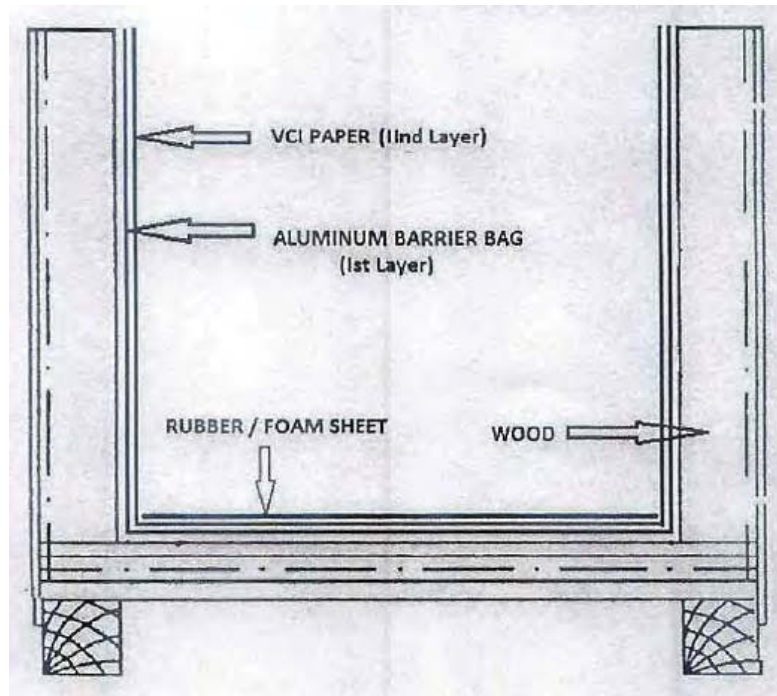 VCI PAPER (IInd Layer)
ALUMINUM BARRIER BAG
(Ist Layer)
RUBBER / FOAM SHEET
WOOD